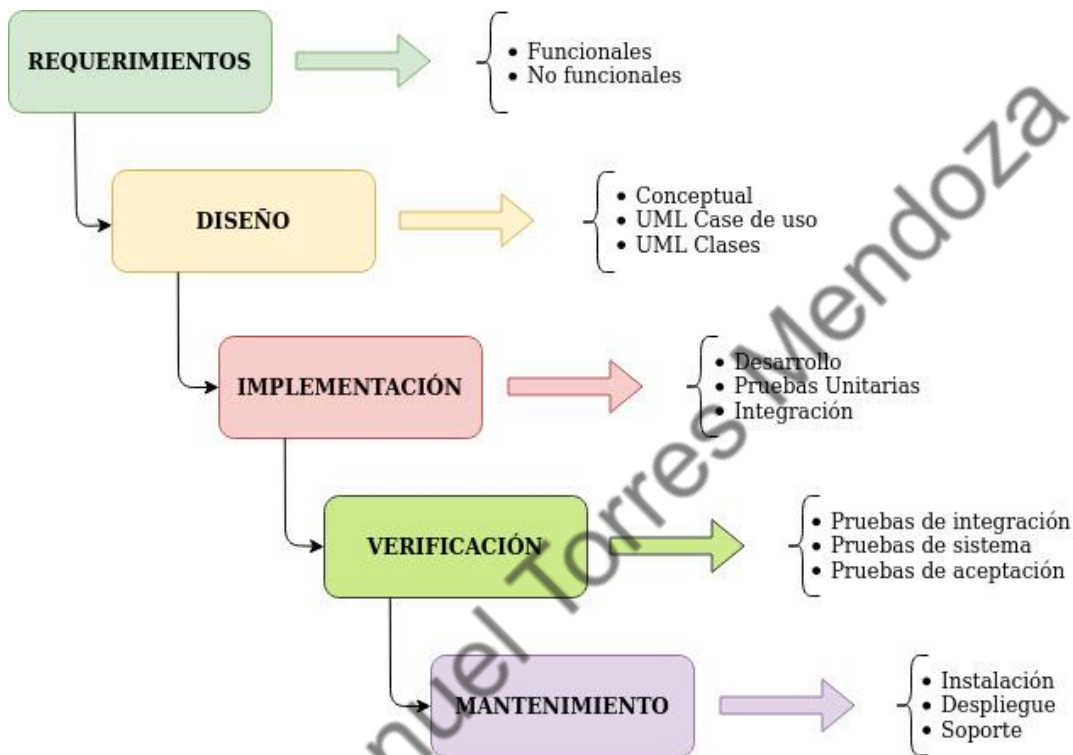 REQUERIMIENTOS
• Funcionales
• No funcionales
DISEÑO
• Conceptual
• UML Case de uso
• UML Clases
IMPLEMENTACIÓN
• Desarrollo
• Pruebas Unitarias
• Integración
VERIFICACIÓN
• Pruebas de integración
• Pruebas de sistema
• Pruebas de aceptación
MANTENIMIENTO
• Instalación
• Despliegue
• Soporte
Torres Mendoza